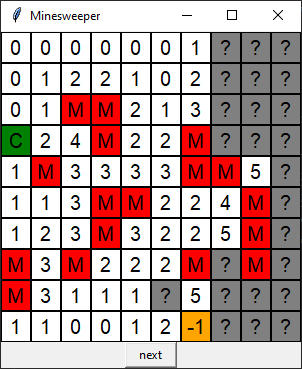 Minesweeper
0 0 0 0 0 0 1 ? ? ?
0 1 2 2 1 0 2 ? ? ?
0 1 M M 2 1 3 ? ? ?
C 2 4 M 2 2 M ? ? ?
1 M 3 3 3 3 M M 5 ?
1 1 3 M M 2 2 4 M ?
1 2 3 M 3 2 2 5 M ?
M 3 M 2 2 2 M ? M ?
M 3 1 1 1 ? 5 ? ? ?
1 1 0 0 1 2 -1 ? ? ?
next